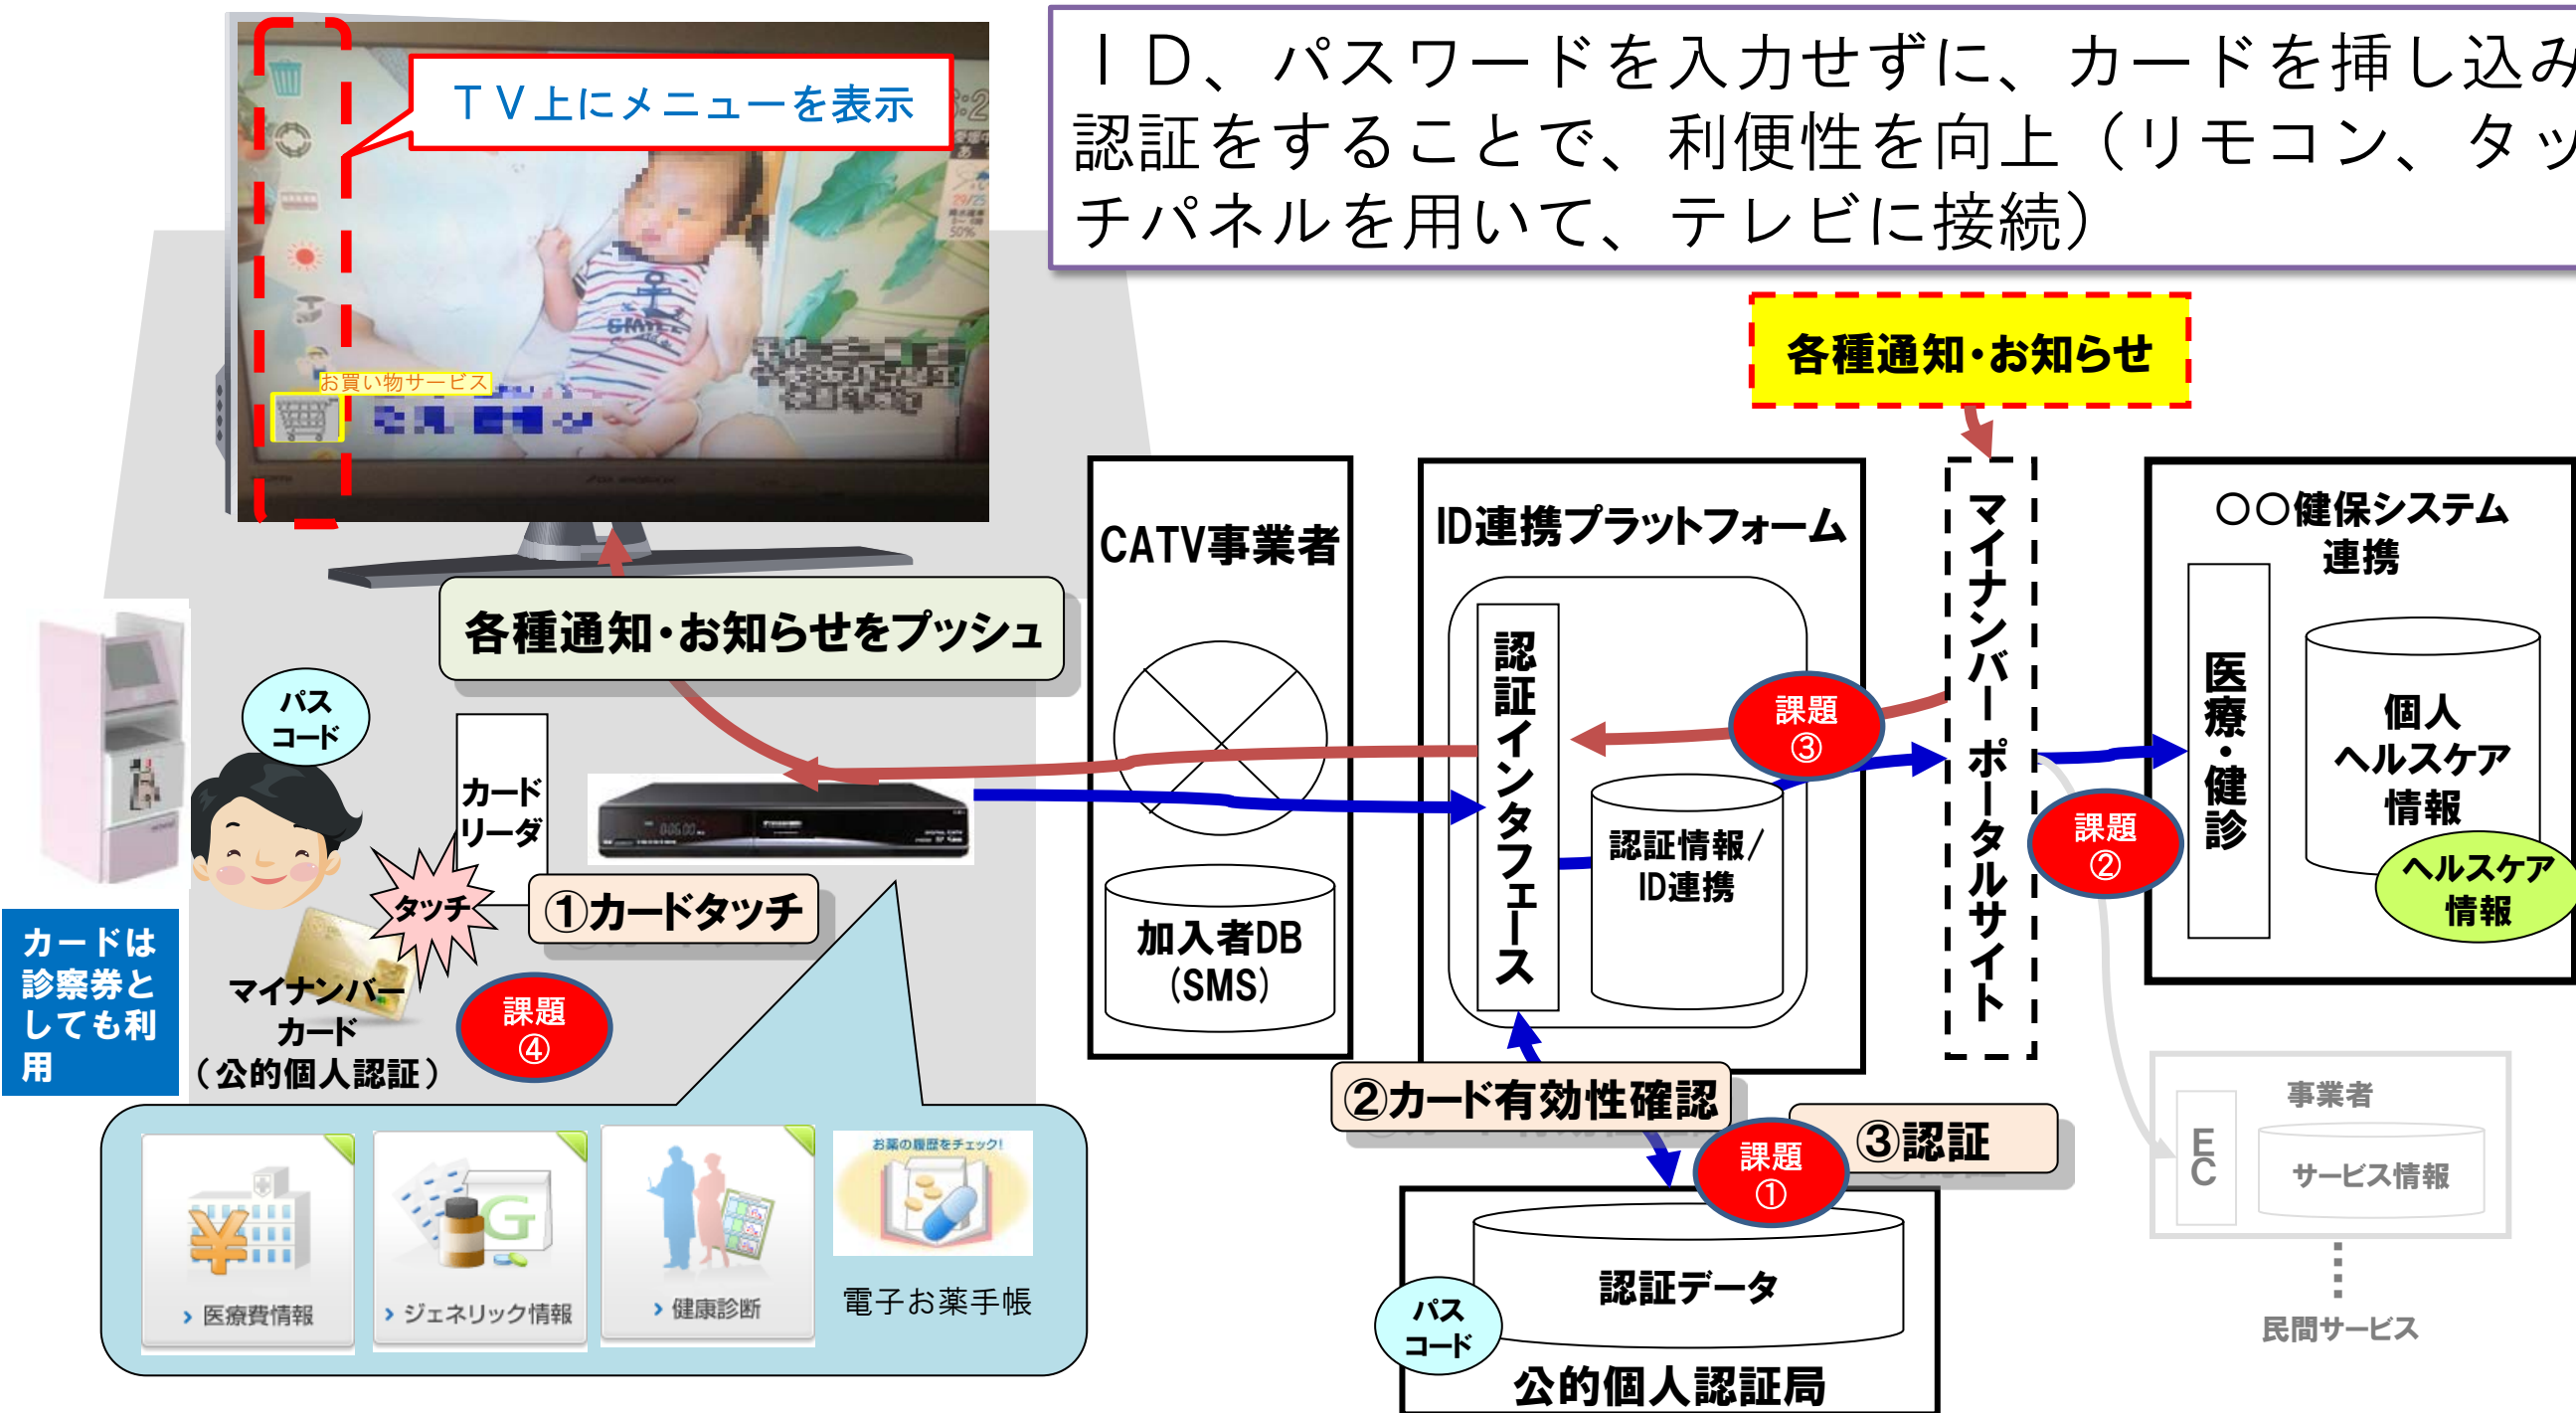 ＩＤ、パスワードを入力せずに、カードを挿し込み
認証をすることで、利便性を向上（リモコン、タッ
チパネルを用いて、テレビに接続）
ＴＶ上にメニューを表示
29/25
50%
お買い物サービス
各種通知・お知らせ
各種通知・お知らせをプッシュ
パス
コード
カード
リーダ
タッチ
①カードタッチ
カードは
診察券と
しても利
用
マイナンバー
カード
（公的個人認証）
課題
④
CATV事業者
加入者DB
(SMS)
ID連携プラットフォーム
認証インタフェース
認証情報/
ID連携
課題
③
マイナンバー ポータルサイト
課題
②
〇〇健保システム
連携
医療・健診
個人
ヘルスケア
情報
ヘルスケア
情報
②カード有効性確認
課題
①
③認証
認証データ
パス
コード
公的個人認証局
事業者
EC
サービス情報
民間サービス
医療費情報
ジェネリック情報
健康診断
お薬の履歴をチェック!
電子お薬手帳